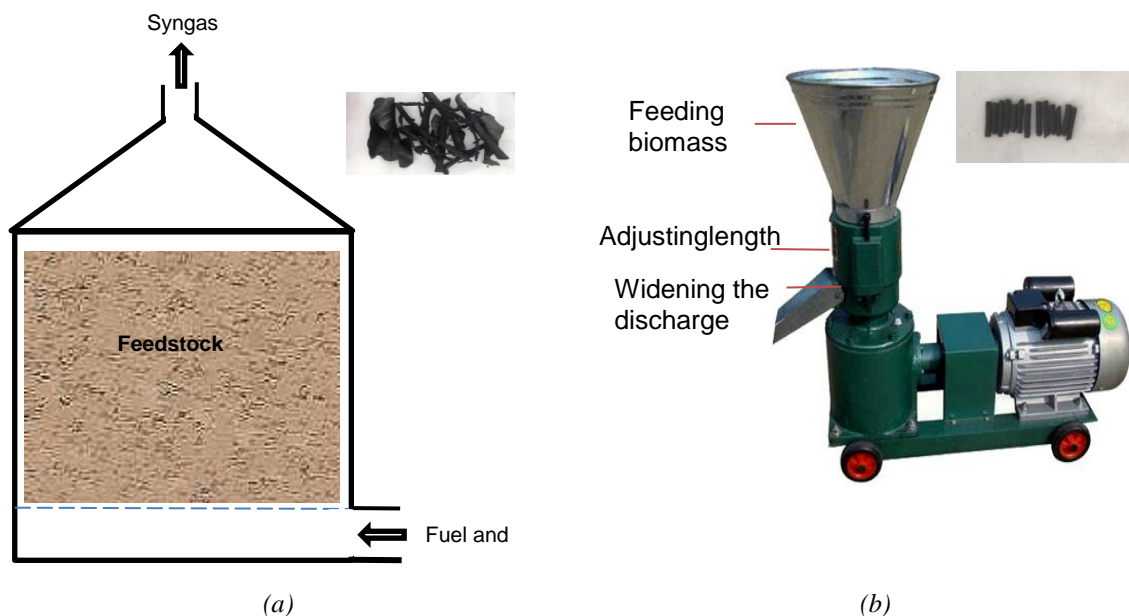 Syngas
Feedstock
Fuel and
(a)
Feeding
biomass
Adjustinglength
Widening the
discharge
(b)